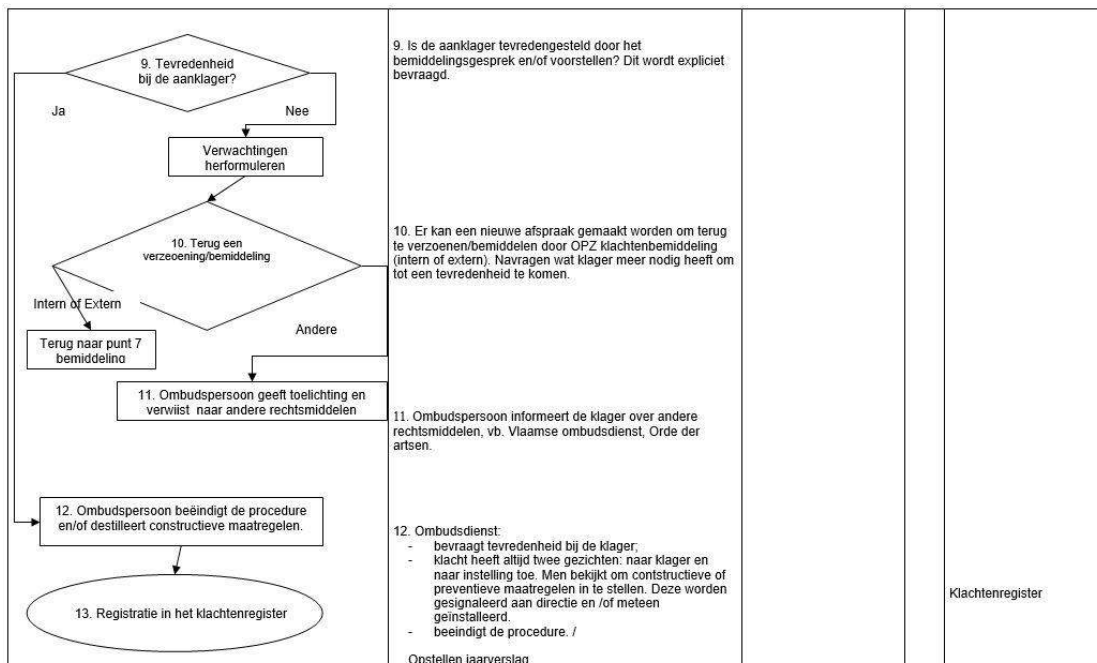 9. Tevredenheid
bij de aanklager?
Ja
Nee
Verwachtingen
herformuleren
10. Terug een
verzeoening/bemiddeling
Intern of Extern
Andere
Terug naar punt 7
bemiddeling
11. Ombudspersoon geeft toelichting en
verwijst naar andere rechtsmiddelen
12. Ombudspersoon beëindigt de procedure
en/of destilleert constructieve maatregelen.
13. Registratie in het klachtenregister
9. Is de aanklager tevredengesteld door het
bemiddelingsgesprek en/of voorstellen? Dit wordt expliciet
bevraagd.
10. Er kan een nieuwe afspraak gemaakt worden om terug
te verzoenen/bemiddelen door OPZ klachtenbemiddeling
(intern of extern). Navragen wat klager meer nodig heeft om
tot een tevredenheid te komen.
11. Ombudspersoon informeert de klager over andere
rechtsmiddelen, vb. Vlaamse ombudsdienst, Orde der
artsen.
12. Ombudsdienst:
- bevraagt tevredenheid bij de klager;
- klacht heeft altijd twee gezichten: naar klager en
naar instelling toe. Men bekijkt om contstructieve of
preventieve maatregelen in te stellen. Deze worden
gesignaleerd aan directie en /of meteen
geïnstalleerd.
- beeindigt de procedure. /
Opstellen jaarverslag
Klachtenregister